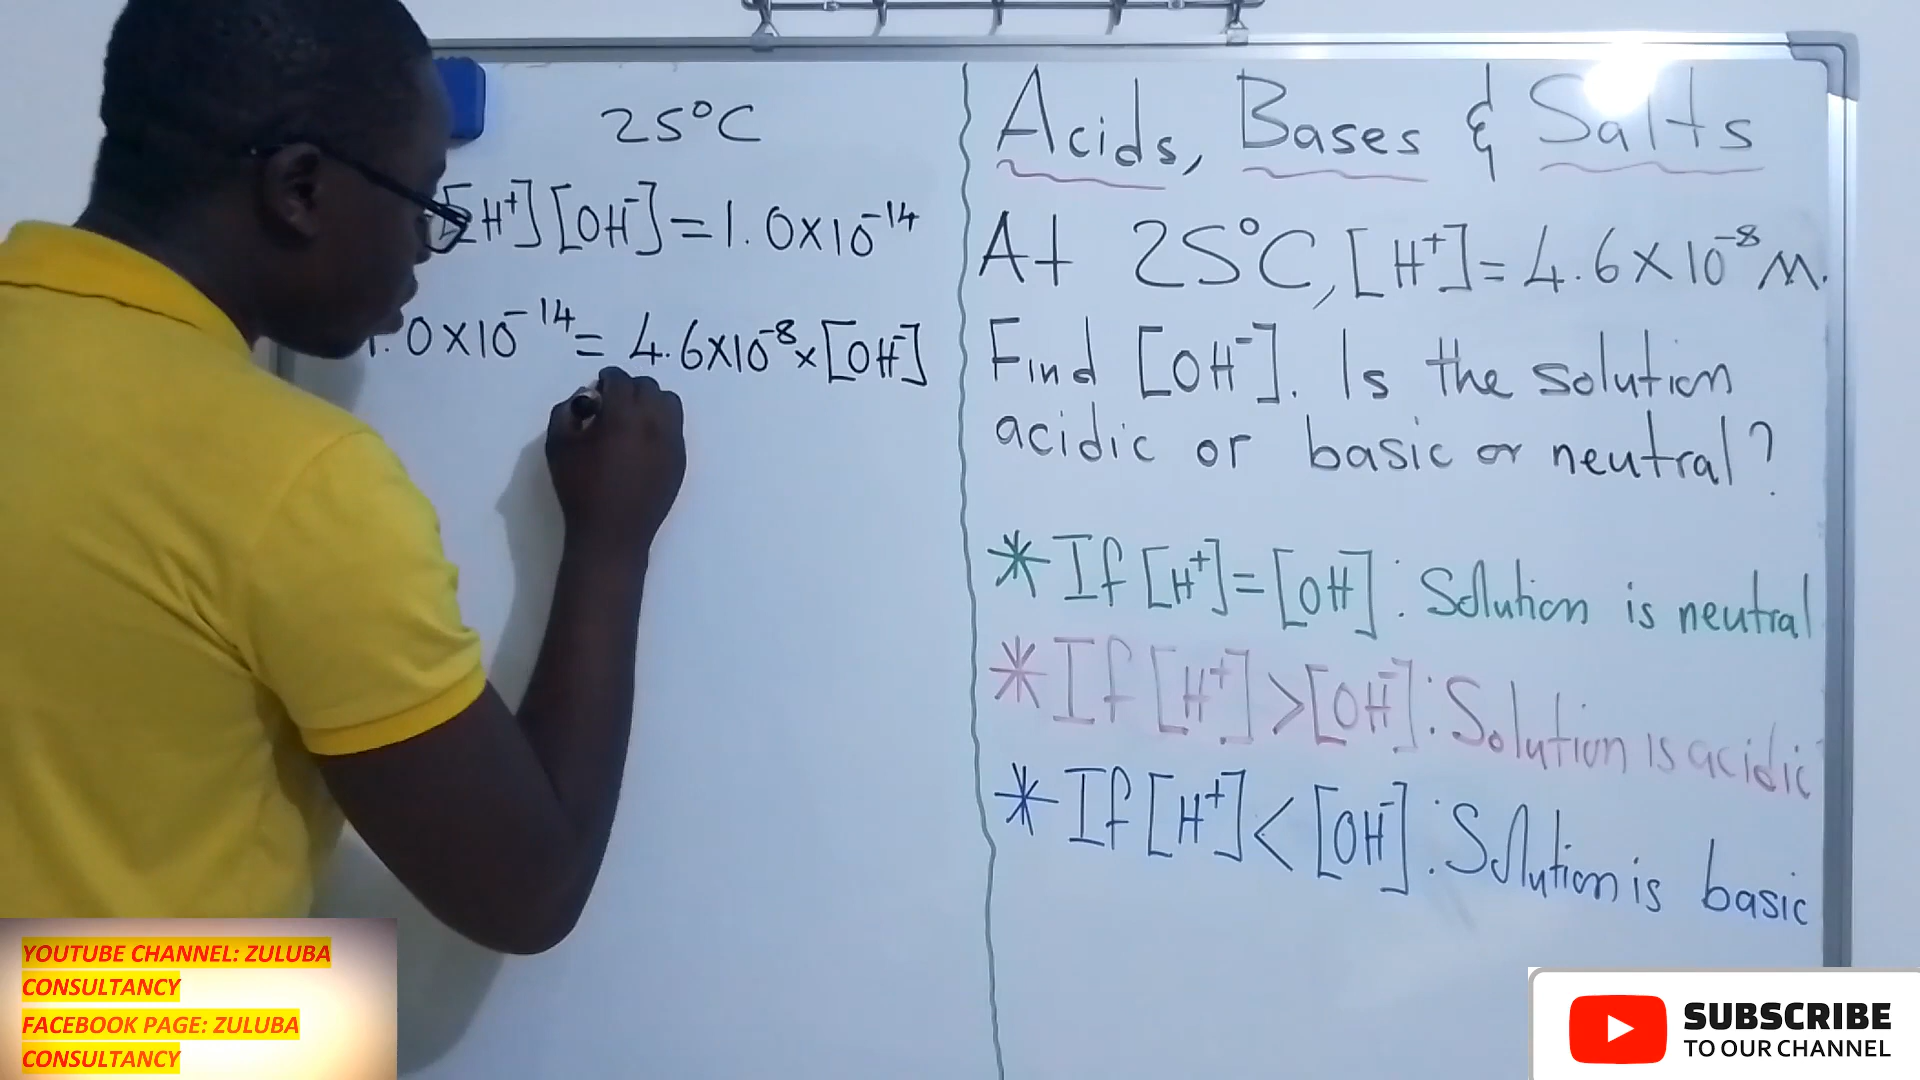 25°C
[H⁺][OH⁻]=1.0×10⁻¹⁴
1.0×10⁻¹⁴=4.6×10⁻⁸×[OH⁻]
Acids, Bases & Salts
At 25°C, [H⁺]=4.6×10⁻⁸M.
Find [OH⁻]. Is the solution
acidic or basic or neutral?
*If [H⁺]=[OH]: Solution is neutral
*If [H⁺]>[OH⁻]: Solution is acidic
*If [H⁺]<[OH⁻]: Solution is basic
YOUTUBE CHANNEL: ZULUBA
CONSULTANCY
FACEBOOK PAGE: ZULUBA
CONSULTANCY
SUBSCRIBE
TO OUR CHANNEL